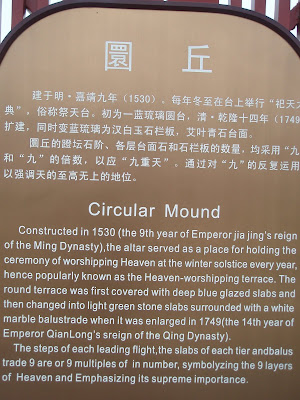 圜丘
建于明·嘉靖九年（1530）、每年冬至在台上举行“祀天大
典”，俗称祭天台。初为一蓝琉璃圆台，清·乾隆十四年（1749
扩建，同时变蓝琉璃为汉白玉石栏板，艾叶青石台面。
圜丘的蹬坛石阶、各层台面石和石栏板的数量，均采用“九
和“九”的倍数，以应“九重天”。通过对“九”的反复运用
以强调天的至高无上的地位。
Circular Mound
Constructed in 1530 (the 9th year of Emperor jia jing's reign
of the Ming Dynasty),the altar served as a place for holding the
ceremony of worshipping Heaven at the winter solstice every year,
hence popularly known as the Heaven-worshipping terrace. The
round terrace was first covered with deep blue glazed slabs and
then changed into light green stone slabs surrounded with a white
marble balustrade when it was enlarged in 1749(the 14th year of
Emperor QianLong's sreign of the Qing Dynasty).
The steps of each leading flight,the slabs of each tier andbalus
trade 9 are or 9 multiples of in number, symbolyzing the 9 layers
of Heaven and Emphasizing its supreme importance.